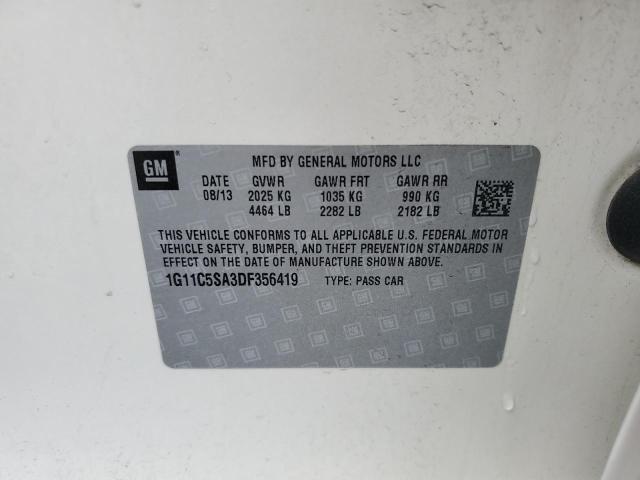 GM ®
MFD BY GENERAL MOTORS LLC
DATE GVWR GAWR FRT GAWR RR
08/13 2025 KG 1035 KG 990 KG
4464 LB 2282 LB 2182 LB
THIS VEHICLE CONFORMS TO ALL APPLICABLE U.S. FEDERAL MOTOR
VEHICLE SAFETY, BUMPER, AND THEFT PREVENTION STANDARDS IN
EFFECT ON THE DATE OF MANUFACTURE SHOWN ABOVE.
1G11C5SA3DF356419 TYPE: PASS CAR